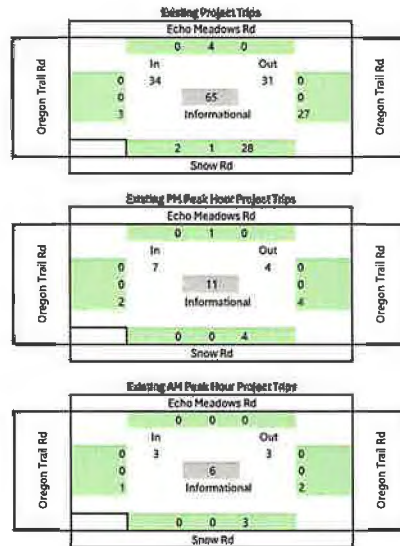 Existing Project Trips
Echo Meadows Rd
0 4 0
In Out
Oregon Trail Rd
0 34 31 0
0 65 0
3 Informational 27
Oregon Trail Rd
2 1 28
Snow Rd
Existing PM Peak Hour Project Trips
Echo Meadows Rd
0 1 0
In Out
Oregon Trail Rd
0 7 4 0
0 11 0
2 Informational 4
Oregon Trail Rd
0 0 4
Snow Rd
Existing AM Peak Hour Project Trips
Echo Meadows Rd
0 0 0
In Out
Oregon Trail Rd
0 3 3 0
0 6 0
1 Informational 2
Oregon Trail Rd
0 0 3
Snow Rd